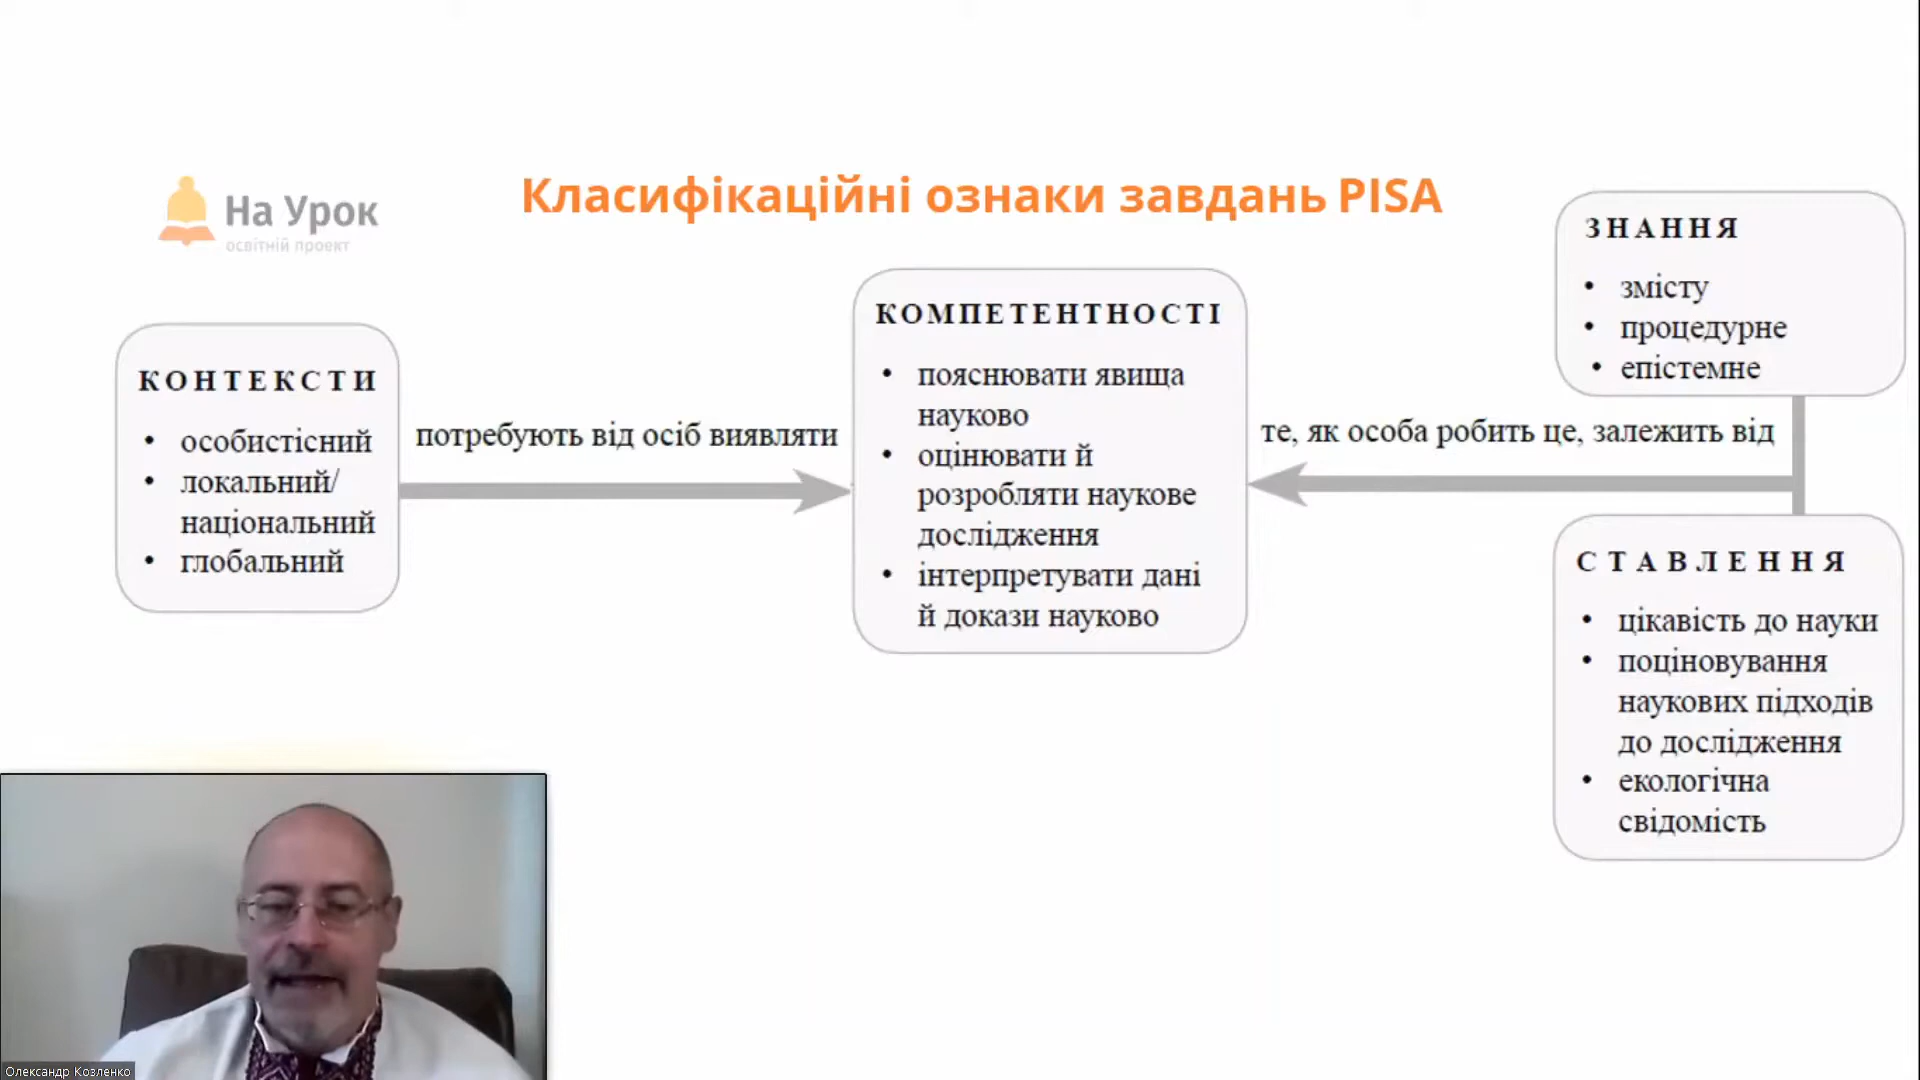 На Урок
освітній проект
Класифікаційні ознаки завдань PISA
КОНТЕКСТИ
• особистісний
• локальний/
національний
• глобальний
потребують від осіб виявляти
КОМПЕТЕНТНОСТІ
• пояснювати явища
науково
• оцінювати й
розробляти наукове
дослідження
• інтерпретувати дані
й докази науково
те, як особа робить це, залежить від
ЗНАННЯ
• змісту
• процедурне
• епістемне
СТАВЛЕННЯ
• цікавість до науки
• поціновування
наукових підходів
до дослідження
• екологічна
свідомість
Олександр Козленко